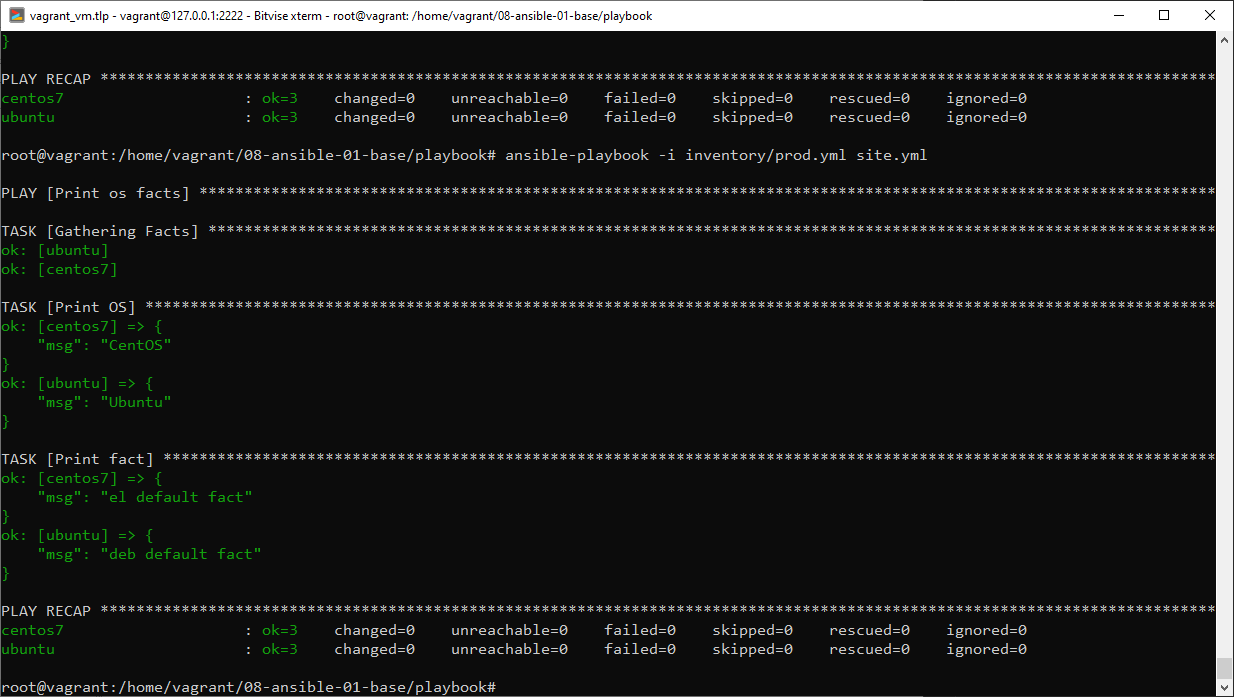 vagrant_vm.tlp - vagrant@127.0.0.1:2222 - Bitvise xterm - root@vagrant: /home/vagrant/08-ansible-01-base/playbook
}
PLAY RECAP ****************************************************************************************************************************
centos7                    : ok=3    changed=0    unreachable=0    failed=0    skipped=0    rescued=0    ignored=0
ubuntu                     : ok=3    changed=0    unreachable=0    failed=0    skipped=0    rescued=0    ignored=0
root@vagrant:/home/vagrant/08-ansible-01-base/playbook# ansible-playbook -i inventory/prod.yml site.yml
PLAY [Print os facts] *****************************************************************************************************************
TASK [Gathering Facts] ****************************************************************************************************************
ok: [ubuntu]
ok: [centos7]
TASK [Print OS] ***********************************************************************************************************************
ok: [centos7] => {
    "msg": "CentOS"
}
ok: [ubuntu] => {
    "msg": "Ubuntu"
}
TASK [Print fact] *********************************************************************************************************************
ok: [centos7] => {
    "msg": "el default fact"
}
ok: [ubuntu] => {
    "msg": "deb default fact"
}
PLAY RECAP ****************************************************************************************************************************
centos7                    : ok=3    changed=0    unreachable=0    failed=0    skipped=0    rescued=0    ignored=0
ubuntu                     : ok=3    changed=0    unreachable=0    failed=0    skipped=0    rescued=0    ignored=0
root@vagrant:/home/vagrant/08-ansible-01-base/playbook#